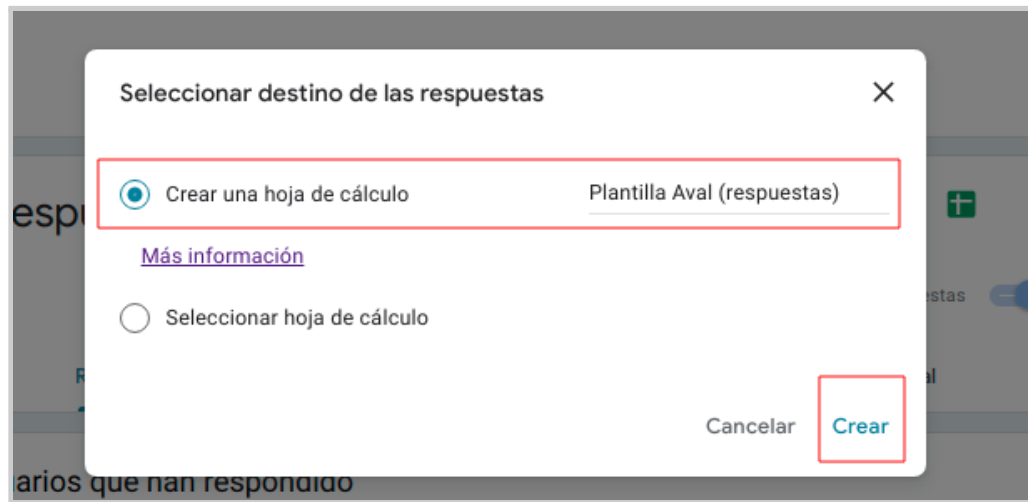 Seleccionar destino de las respuestas
Crear una hoja de cálculo
Plantilla Aval (respuestas)
Más información
Seleccionar hoja de cálculo
Cancelar
Crear
que han respondido